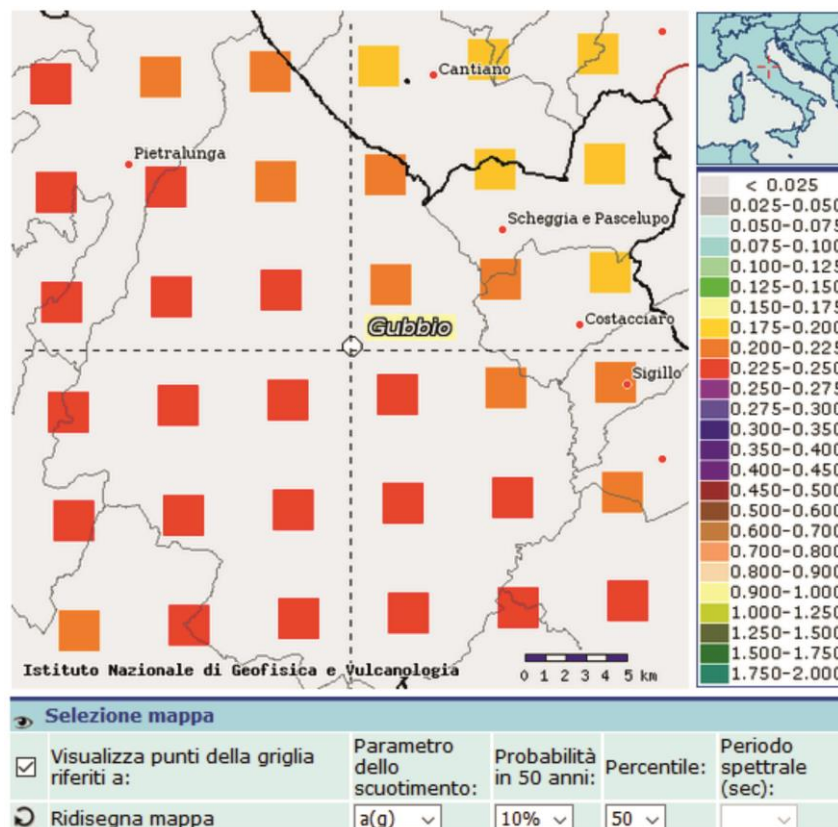 Cantiano
Pietralunga
Scheggia e Pascelupo
Costacciaro
Gubbio
Sigillo
Istituto Nazionale di Geofisica e Vulcanologia
0 1 2 3 4 5 km
< 0.025
0.025-0.050
0.050-0.075
0.075-0.100
0.100-0.125
0.125-0.150
0.150-0.175
0.175-0.200
0.200-0.225
0.225-0.250
0.250-0.275
0.275-0.300
0.300-0.350
0.350-0.400
0.400-0.450
0.450-0.500
0.500-0.600
0.600-0.700
0.700-0.800
0.800-0.900
0.900-1.000
1.000-1.250
1.250-1.500
1.500-1.750
1.750-2.000
Selezione mappa
Visualizza punti della griglia
riferiti a:
Parametro
dello
scuotimento:
Probabilità
in 50 anni:
Percentile:
Periodo
spettrale
(sec):
Ridisegna mappa
a(g)
10%
50